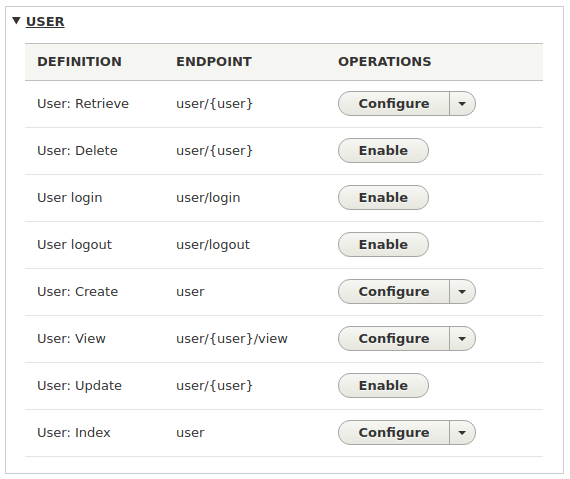 USER
DEFINITION ENDPOINT OPERATIONS
User: Retrieve user/{user} Configure
User: Delete user/{user} Enable
User login user/login Enable
User logout user/logout Enable
User: Create user Configure
User: View user/{user}/view Configure
User: Update user/{user} Enable
User: Index user Configure